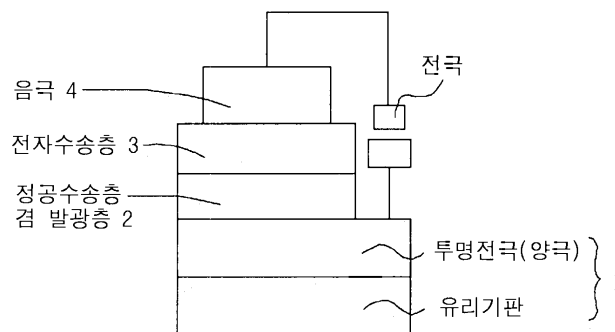 전극
음극 4
전자수송층 3
정공수송층
겸 발광층 2
투명전극(양극)
유리기판